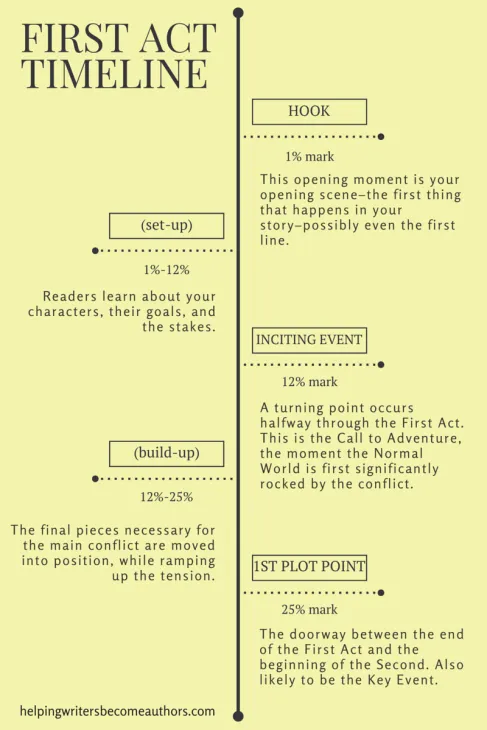 FIRST ACT
TIMELINE
HOOK
1% mark
This opening moment is your
opening scene–the first thing
that happens in your
story–possibly even the first
line.
(set-up)
1%-12%
Readers learn about your
characters, their goals, and
the stakes.
INCITING EVENT
12% mark
A turning point occurs
halfway through the First Act.
This is the Call to Adventure,
the moment the Normal
World is first significantly
rocked by the conflict.
(build-up)
12%-25%
The final pieces necessary for
the main conflict are moved
into position, while ramping
up the tension.
1ST PLOT POINT
25% mark
The doorway between the end
of the First Act and the
beginning of the Second. Also
likely to be the Key Event.
helpingwritersbecomeauthors.com